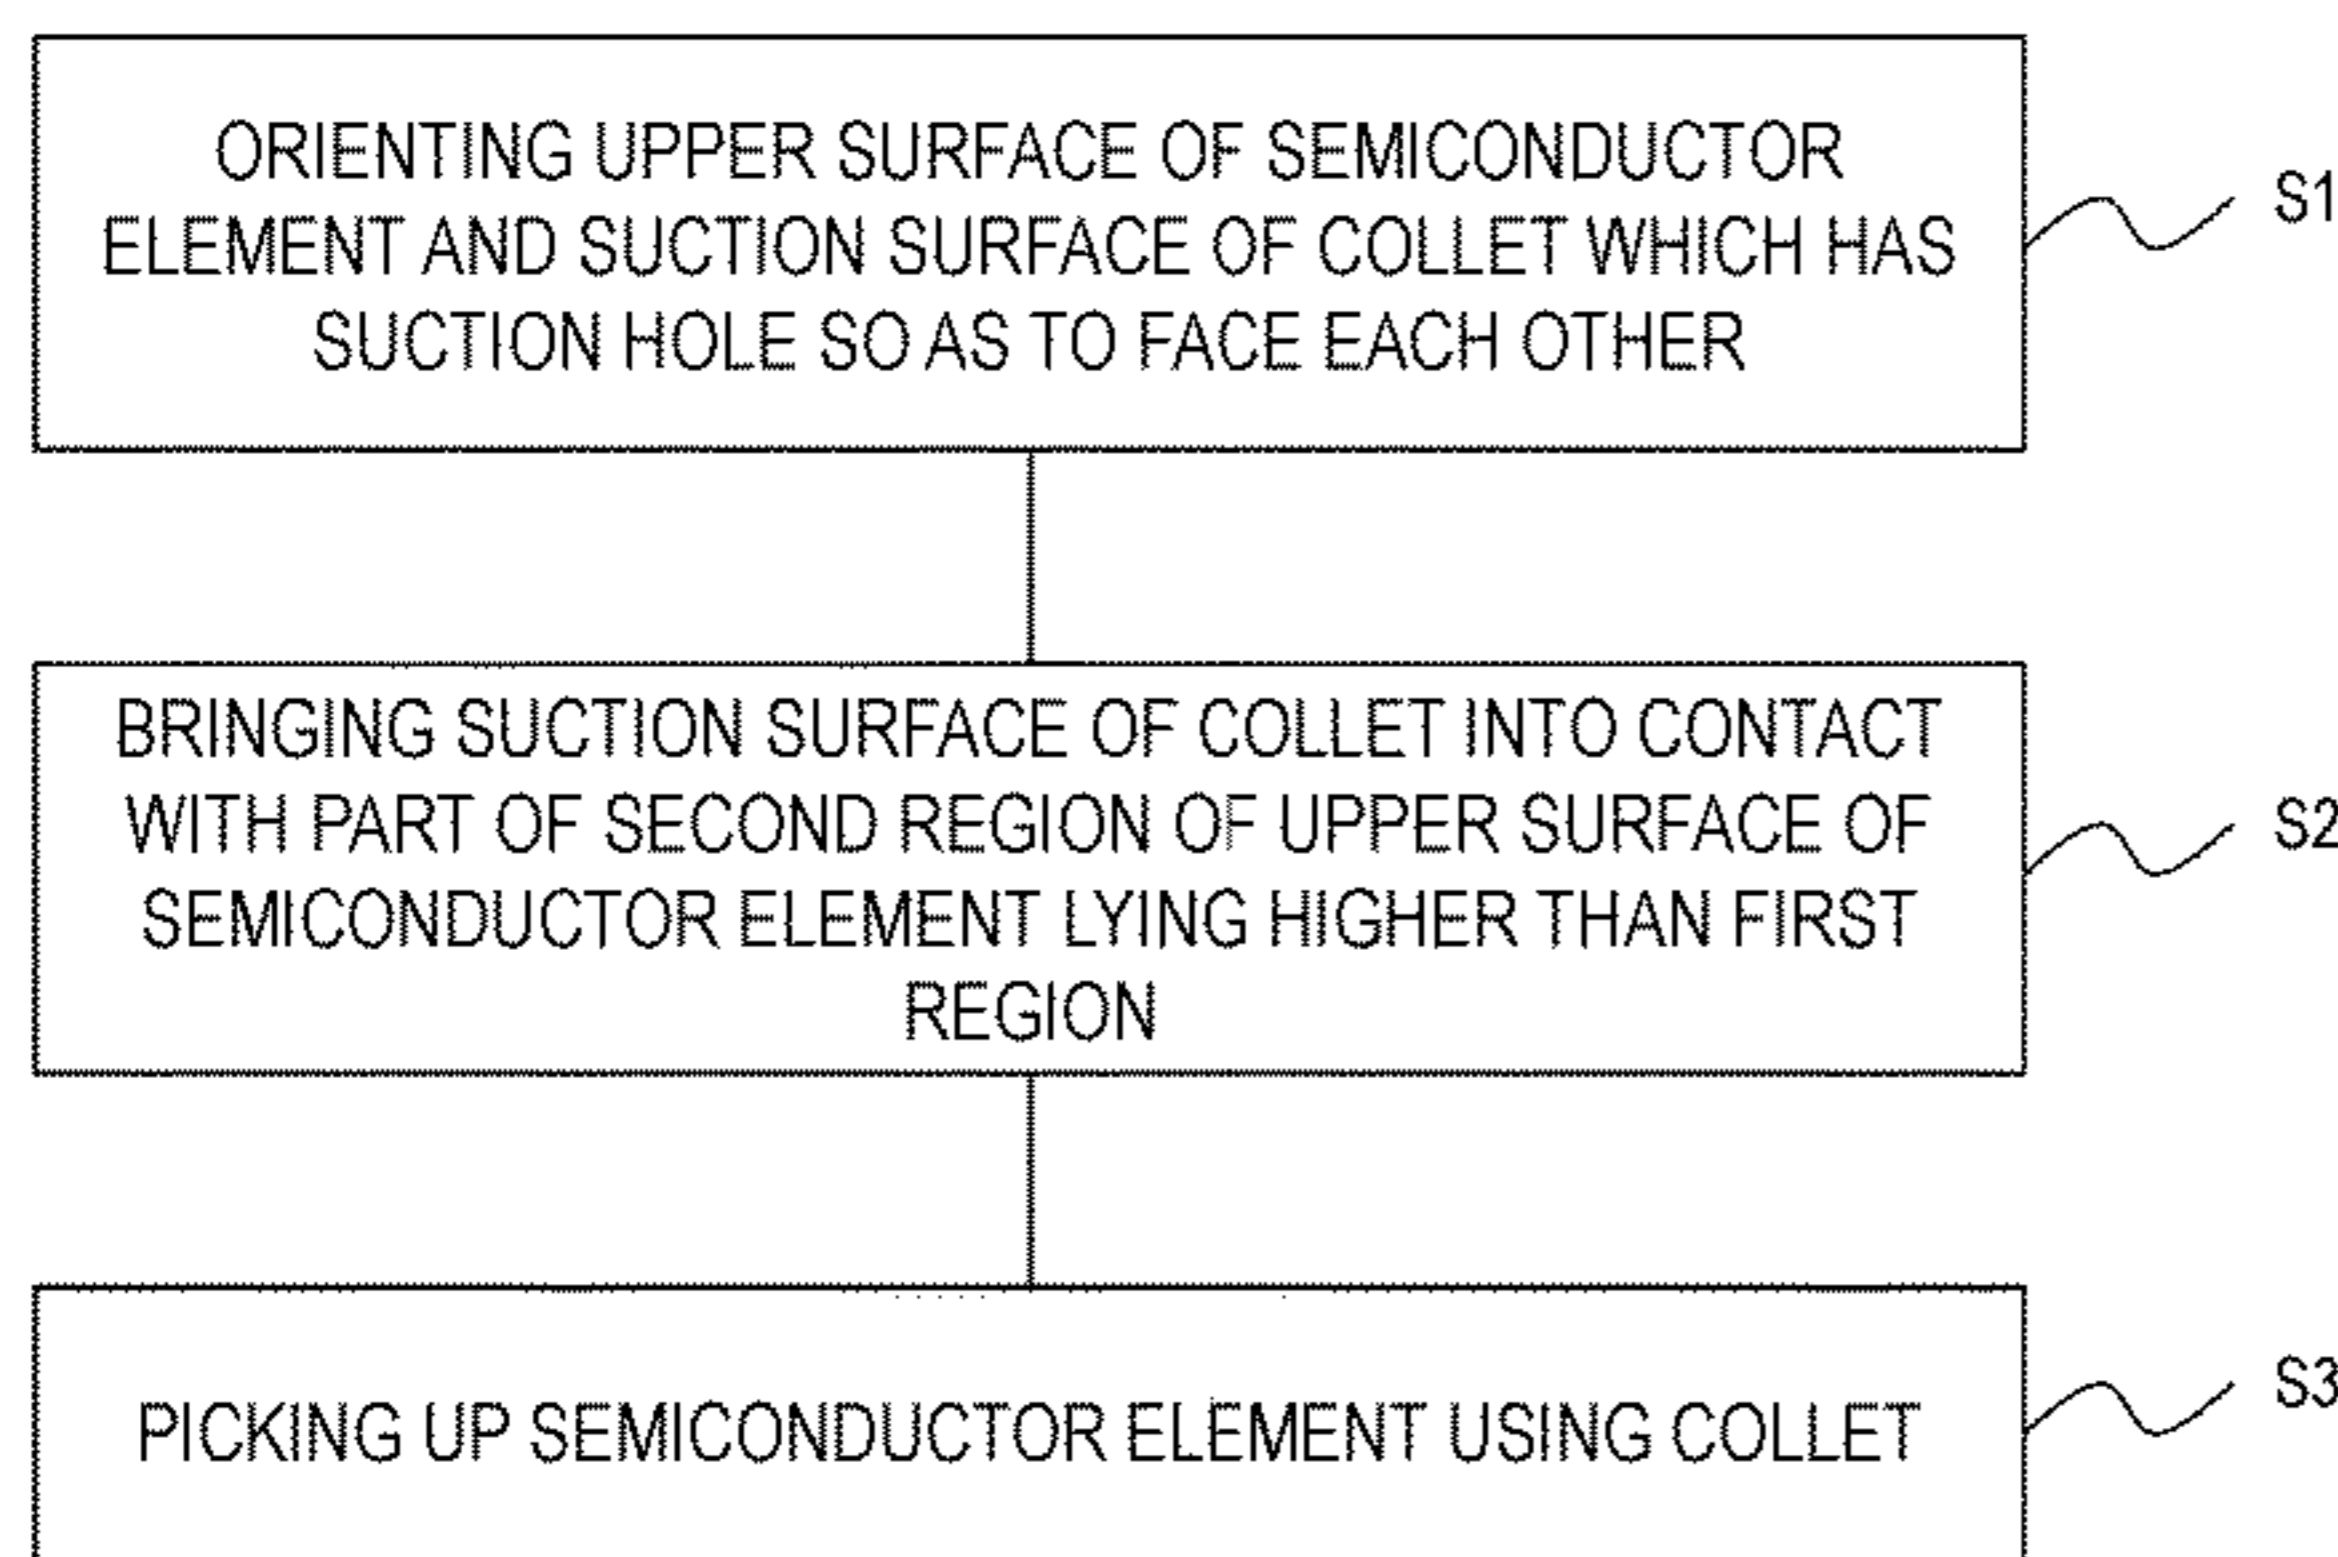 ORIENTING UPPER SURFACE OF SEMICONDUCTOR
ELEMENT AND SUCTION SURFACE OF COLLET WHICH HAS
SUCTION HOLE SO AS TO FACE EACH OTHER
S1
BRINGING SUCTION SURFACE OF COLLET INTO CONTACT
WITH PART OF SECOND REGION OF UPPER SURFACE OF
SEMICONDUCTOR ELEMENT LYING HIGHER THAN FIRST
REGION
S2
PICKING UP SEMICONDUCTOR ELEMENT USING COLLET
S3